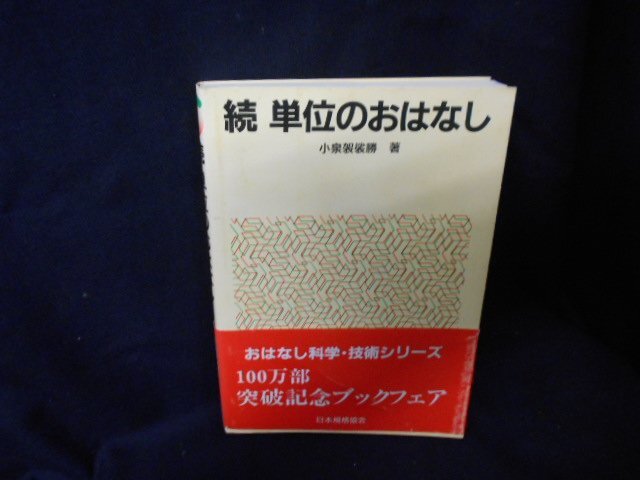 続 単位のおはなし
小泉袈裟勝 著
おはなし科学・技術シリーズ
100万部
突破記念ブックフェア
日本規格協会